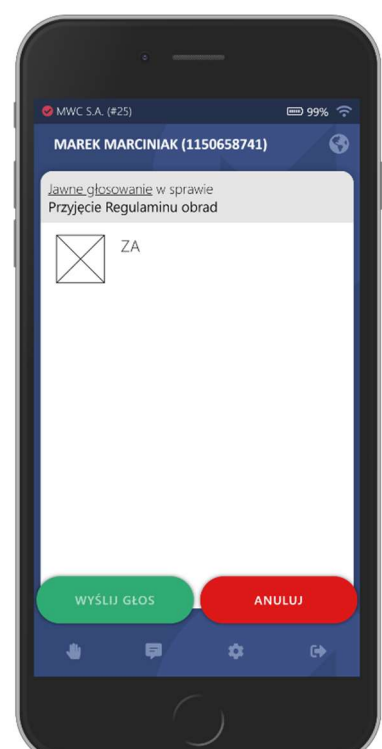 MWC S.A. (#25) 99%
MAREK MARCINIAK (1150658741)
Jawne głosowanie w sprawie
Przyjęcie Regulaminu obrad
ZA
WYŚLIJ GŁOS ANULUJ